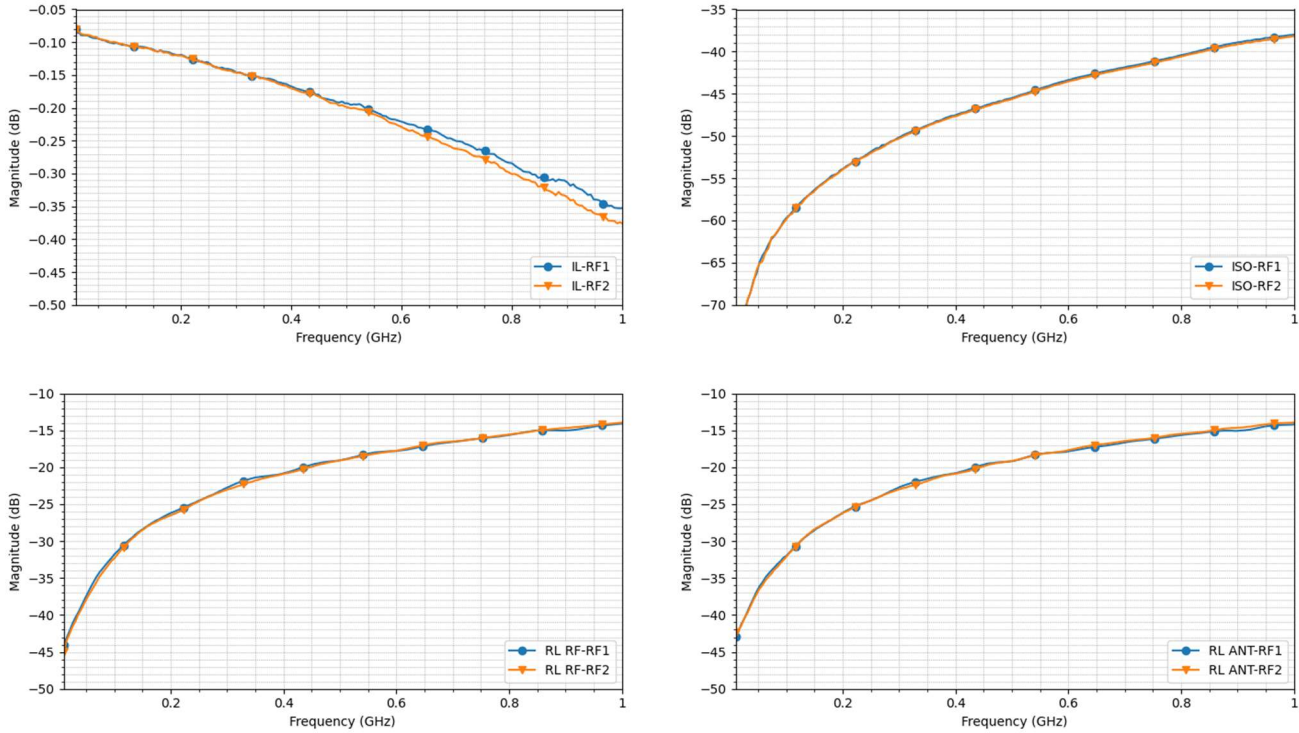 −0.05
−0.10
−0.15
−0.20
−0.25
−0.30
−0.35
−0.40
−0.45
−0.50
Magnitude (dB)
0.2 0.4 0.6 0.8 1
Frequency (GHz)
IL-RF1
IL-RF2
−35
−40
−45
−50
−55
−60
−65
−70
Magnitude (dB)
0.2 0.4 0.6 0.8 1
Frequency (GHz)
ISO-RF1
ISO-RF2
−10
−15
−20
−25
−30
−35
−40
−45
−50
Magnitude (dB)
0.2 0.4 0.6 0.8 1
Frequency (GHz)
RL RF-RF1
RL RF-RF2
−10
−15
−20
−25
−30
−35
−40
−45
−50
Magnitude (dB)
0.2 0.4 0.6 0.8 1
Frequency (GHz)
RL ANT-RF1
RL ANT-RF2